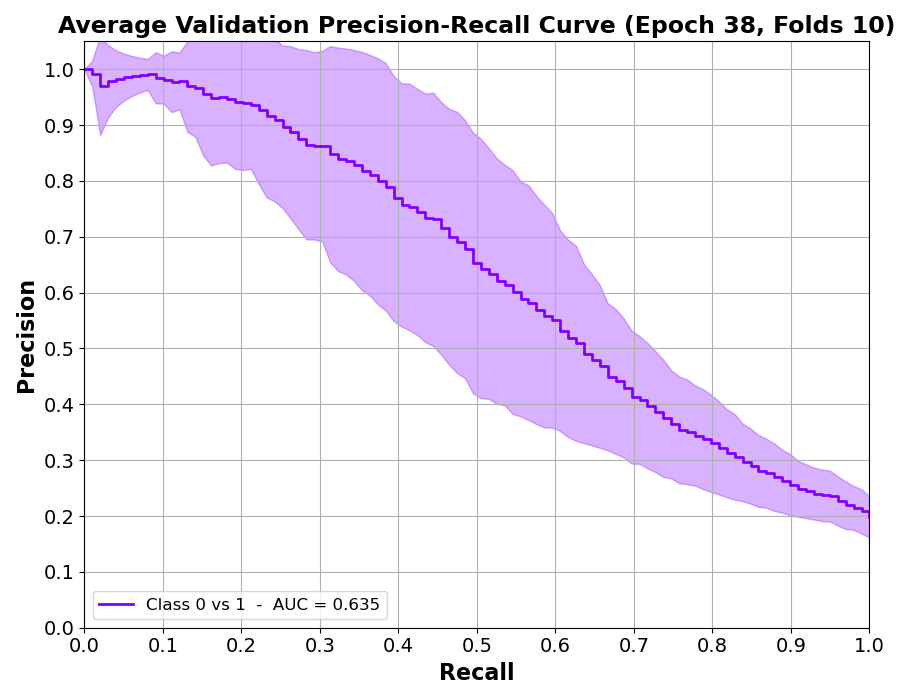 Average Validation Precision-Recall Curve (Epoch 38, Folds 10)
1.0
0.9
0.8
0.7
0.6
0.5
0.4
0.3
0.2
0.1
0.0
Precision
Class 0 vs 1 - AUC = 0.635
0.0 0.1 0.2 0.3 0.4 0.5 0.6 0.7 0.8 0.9 1.0
Recall